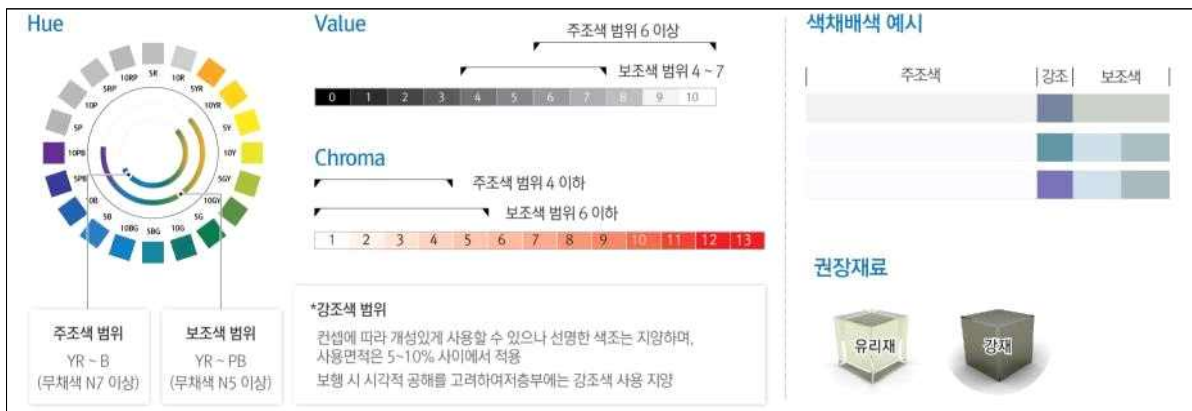 Hue
5R
10R
5YR
10YR
5Y
10Y
5GY
10GY
5G
10G
5BG
10BG
5B
10B
5PB
10PB
5P
10P
5RP
10RP
주조색 범위
YR ~ B
(무채색 N7 이상)
보조색 범위
YR ~ PB
(무채색 N5 이상)
Value
주조색 범위 6 이상
보조색 범위 4 ~ 7
0 1 2 3 4 5 6 7 8 9 10
Chroma
주조색 범위 4 이하
보조색 범위 6 이하
1 2 3 4 5 6 7 8 9 10 11 12 13
*강조색 범위
컨셉에 따라 개성있게 사용할 수 있으나 선명한 색조는 지양하며,
사용면적은 5~10% 사이에서 적용
보행 시 시각적 공해를 고려하여저층부에는 강조색 사용 지양
색채배색 예시
주조색 강조 보조색
권장재료
유리재
강재